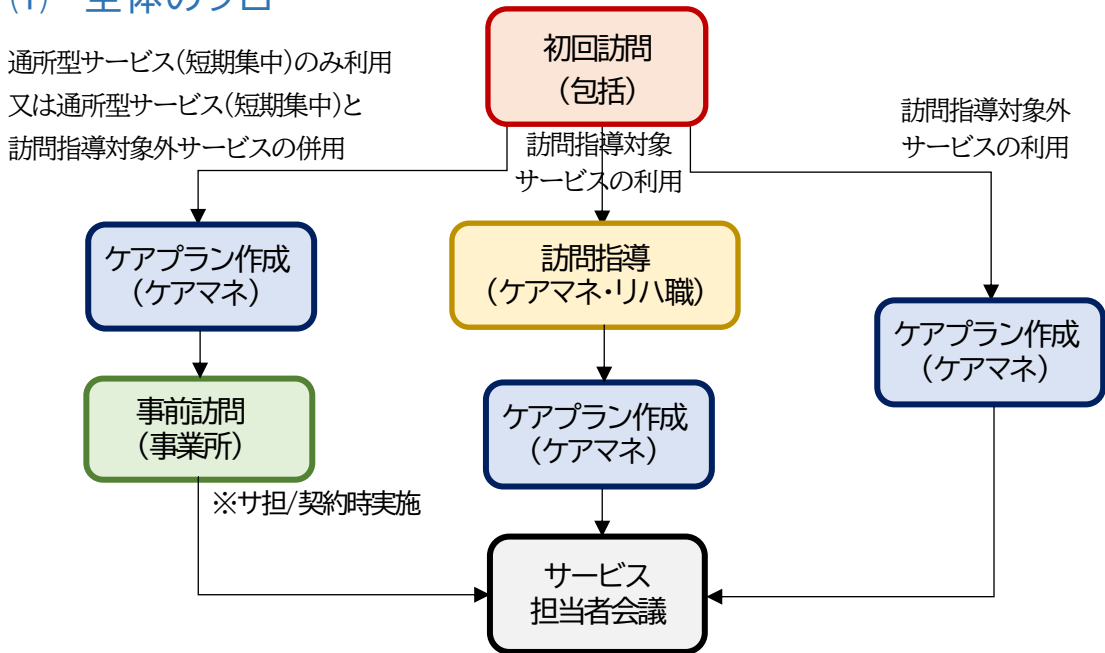 初回訪問
(包括)
通所型サービス(短期集中)のみ利用
又は通所型サービス(短期集中)と
訪問指導対象外サービスの併用
訪問指導対象
サービスの利用
訪問指導対象外
サービスの利用
ケアプラン作成
(ケアマネ)
訪問指導
(ケアマネ・リハ職)
ケアプラン作成
(ケアマネ)
事前訪問
(事業所)
ケアプラン作成
(ケアマネ)
※サ担/契約時実施
サービス
担当者会議